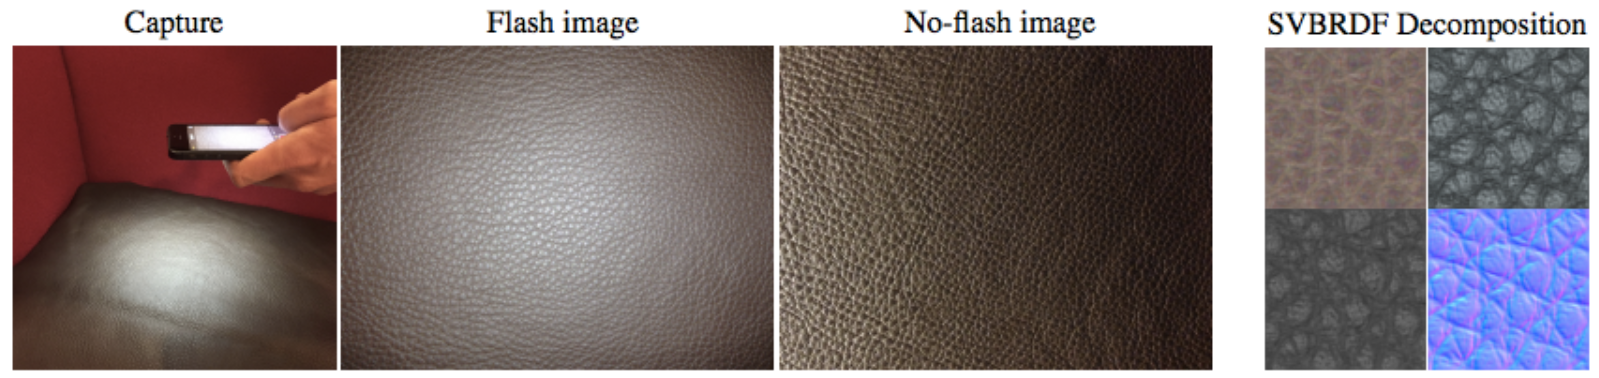 Capture
Flash image
No-flash image
SVBRDF Decomposition